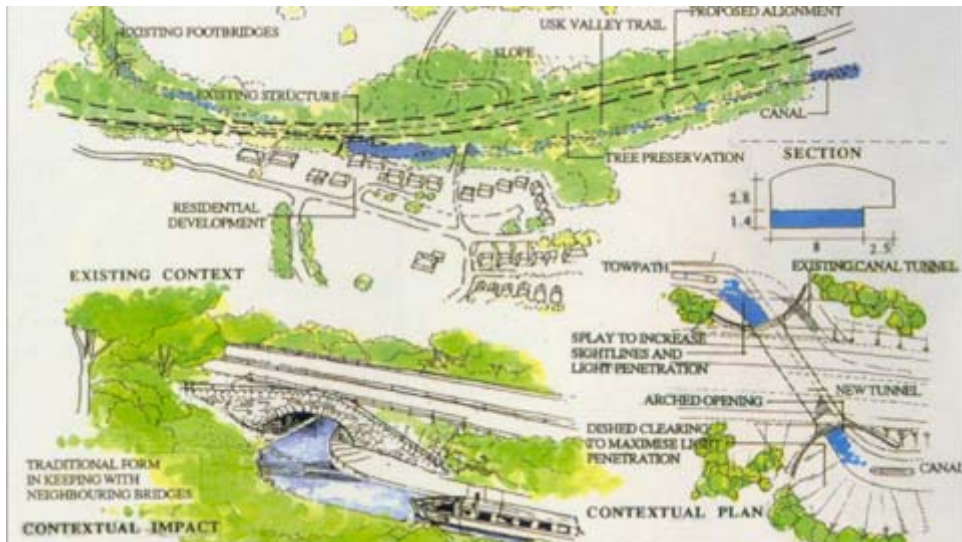 EXISTING FOOTBRIDGES
USK VALLEY TRAIL
PROPOSED ALIGNMENT
SLOPE
EXISTING STRUCTURE
CANAL
TREE PRESERVATION
RESIDENTIAL
DEVELOPMENT
EXISTING CONTEXT
SECTION
2.8
1.4
8
2.5
TOWPATH
EXISTING CANAL TUNNEL
SPLAY TO INCREASE
SIGHTLINES AND
LIGHT PENETRATION
NEW TUNNEL
ARCHED OPENING
DISHED CLEARING
TO MAXIMISE LIGHT
PENETRATION
CANAL
CONTEXTUAL PLAN
TRADITIONAL FORM
IN KEEPING WITH
NEIGHBOURING BRIDGES
CONTEXTUAL IMPACT